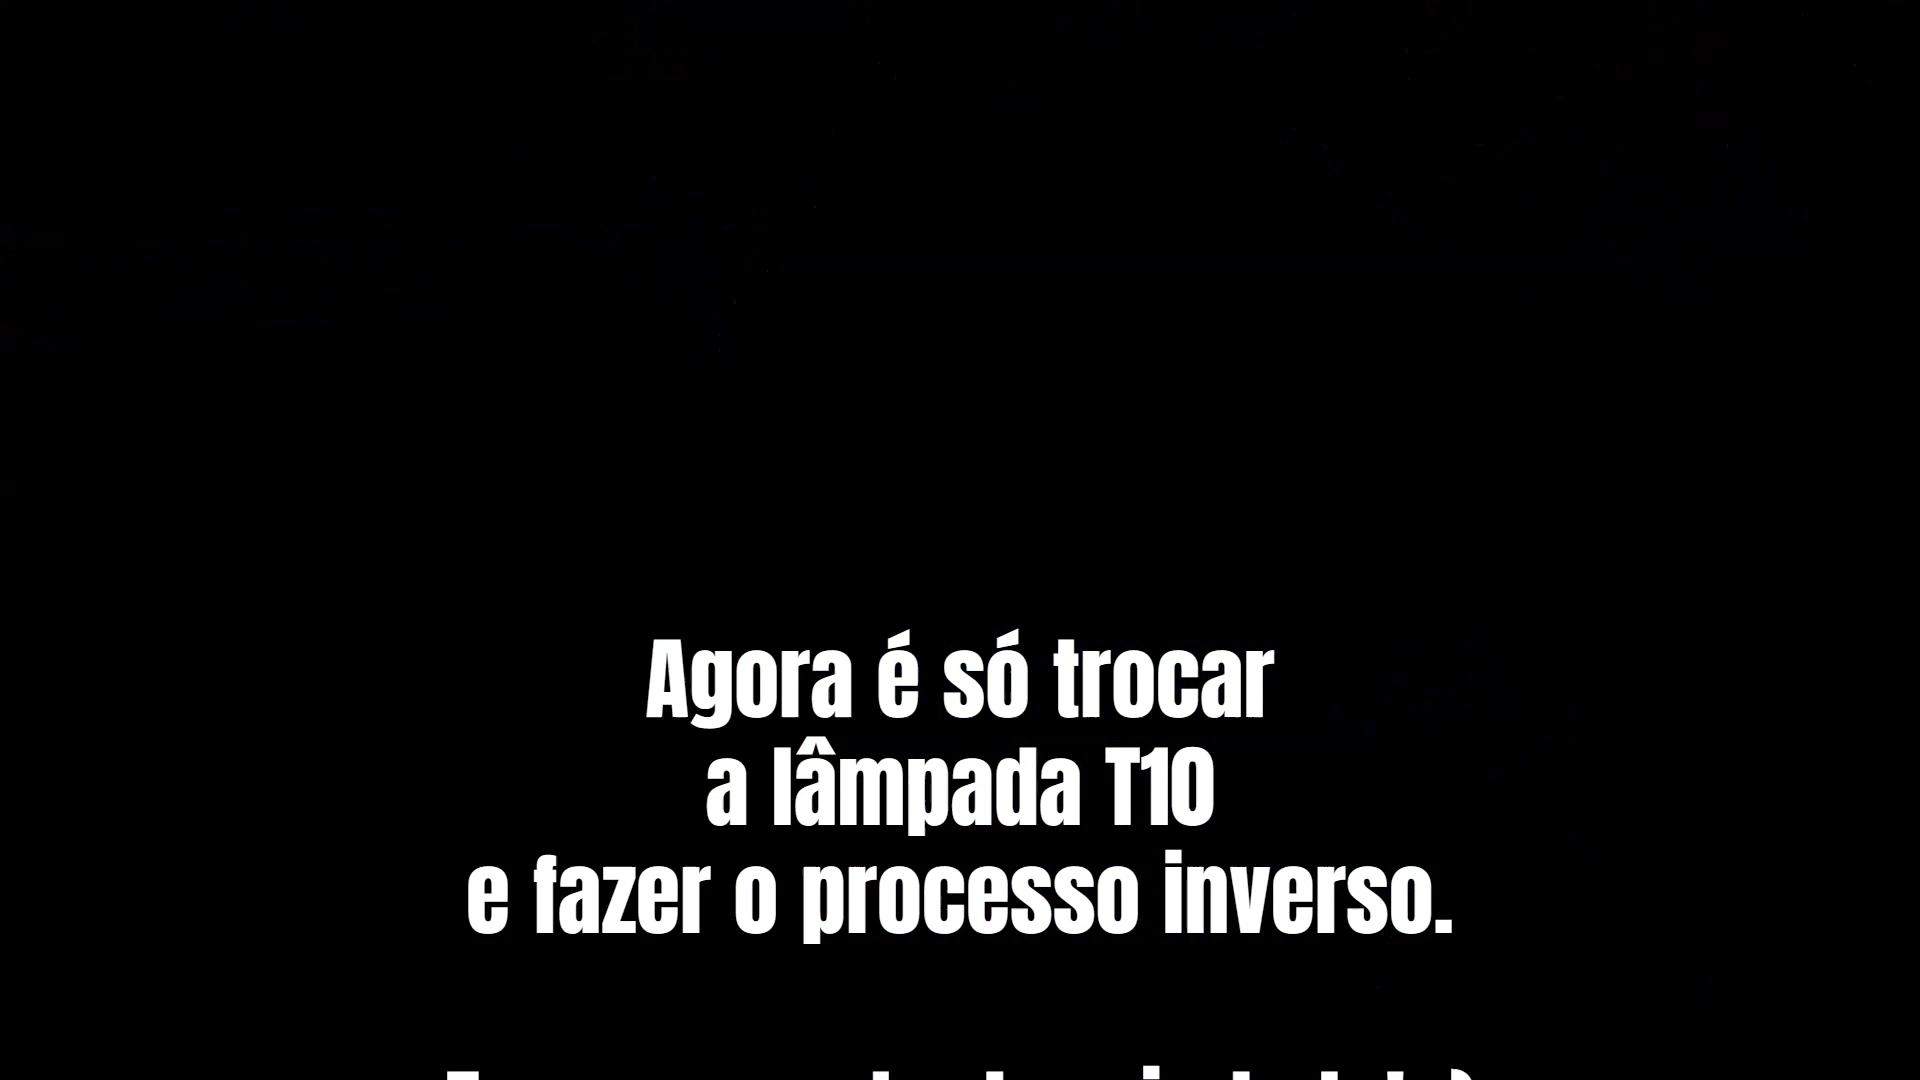 Agora é só trocar
a lâmpada T10
e fazer o processo inverso.